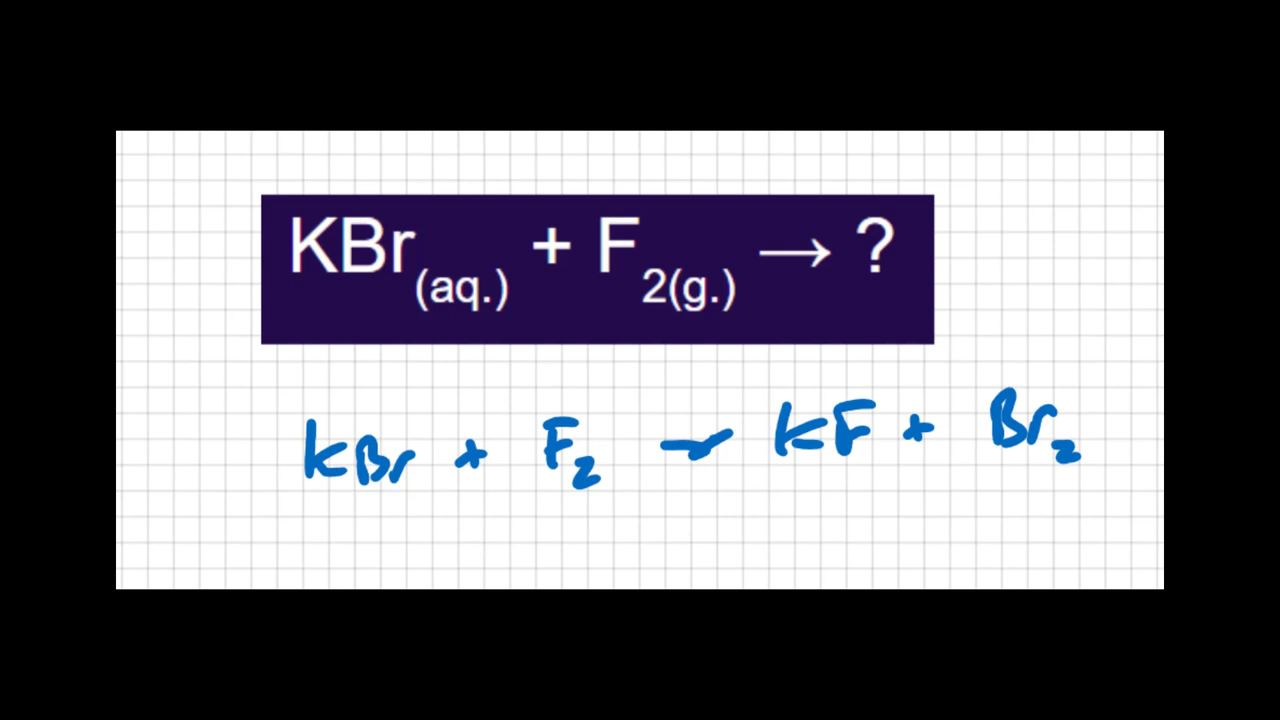 KBr(aq.) + F2(g.) → ?
KBr + F2 → KF + Br2